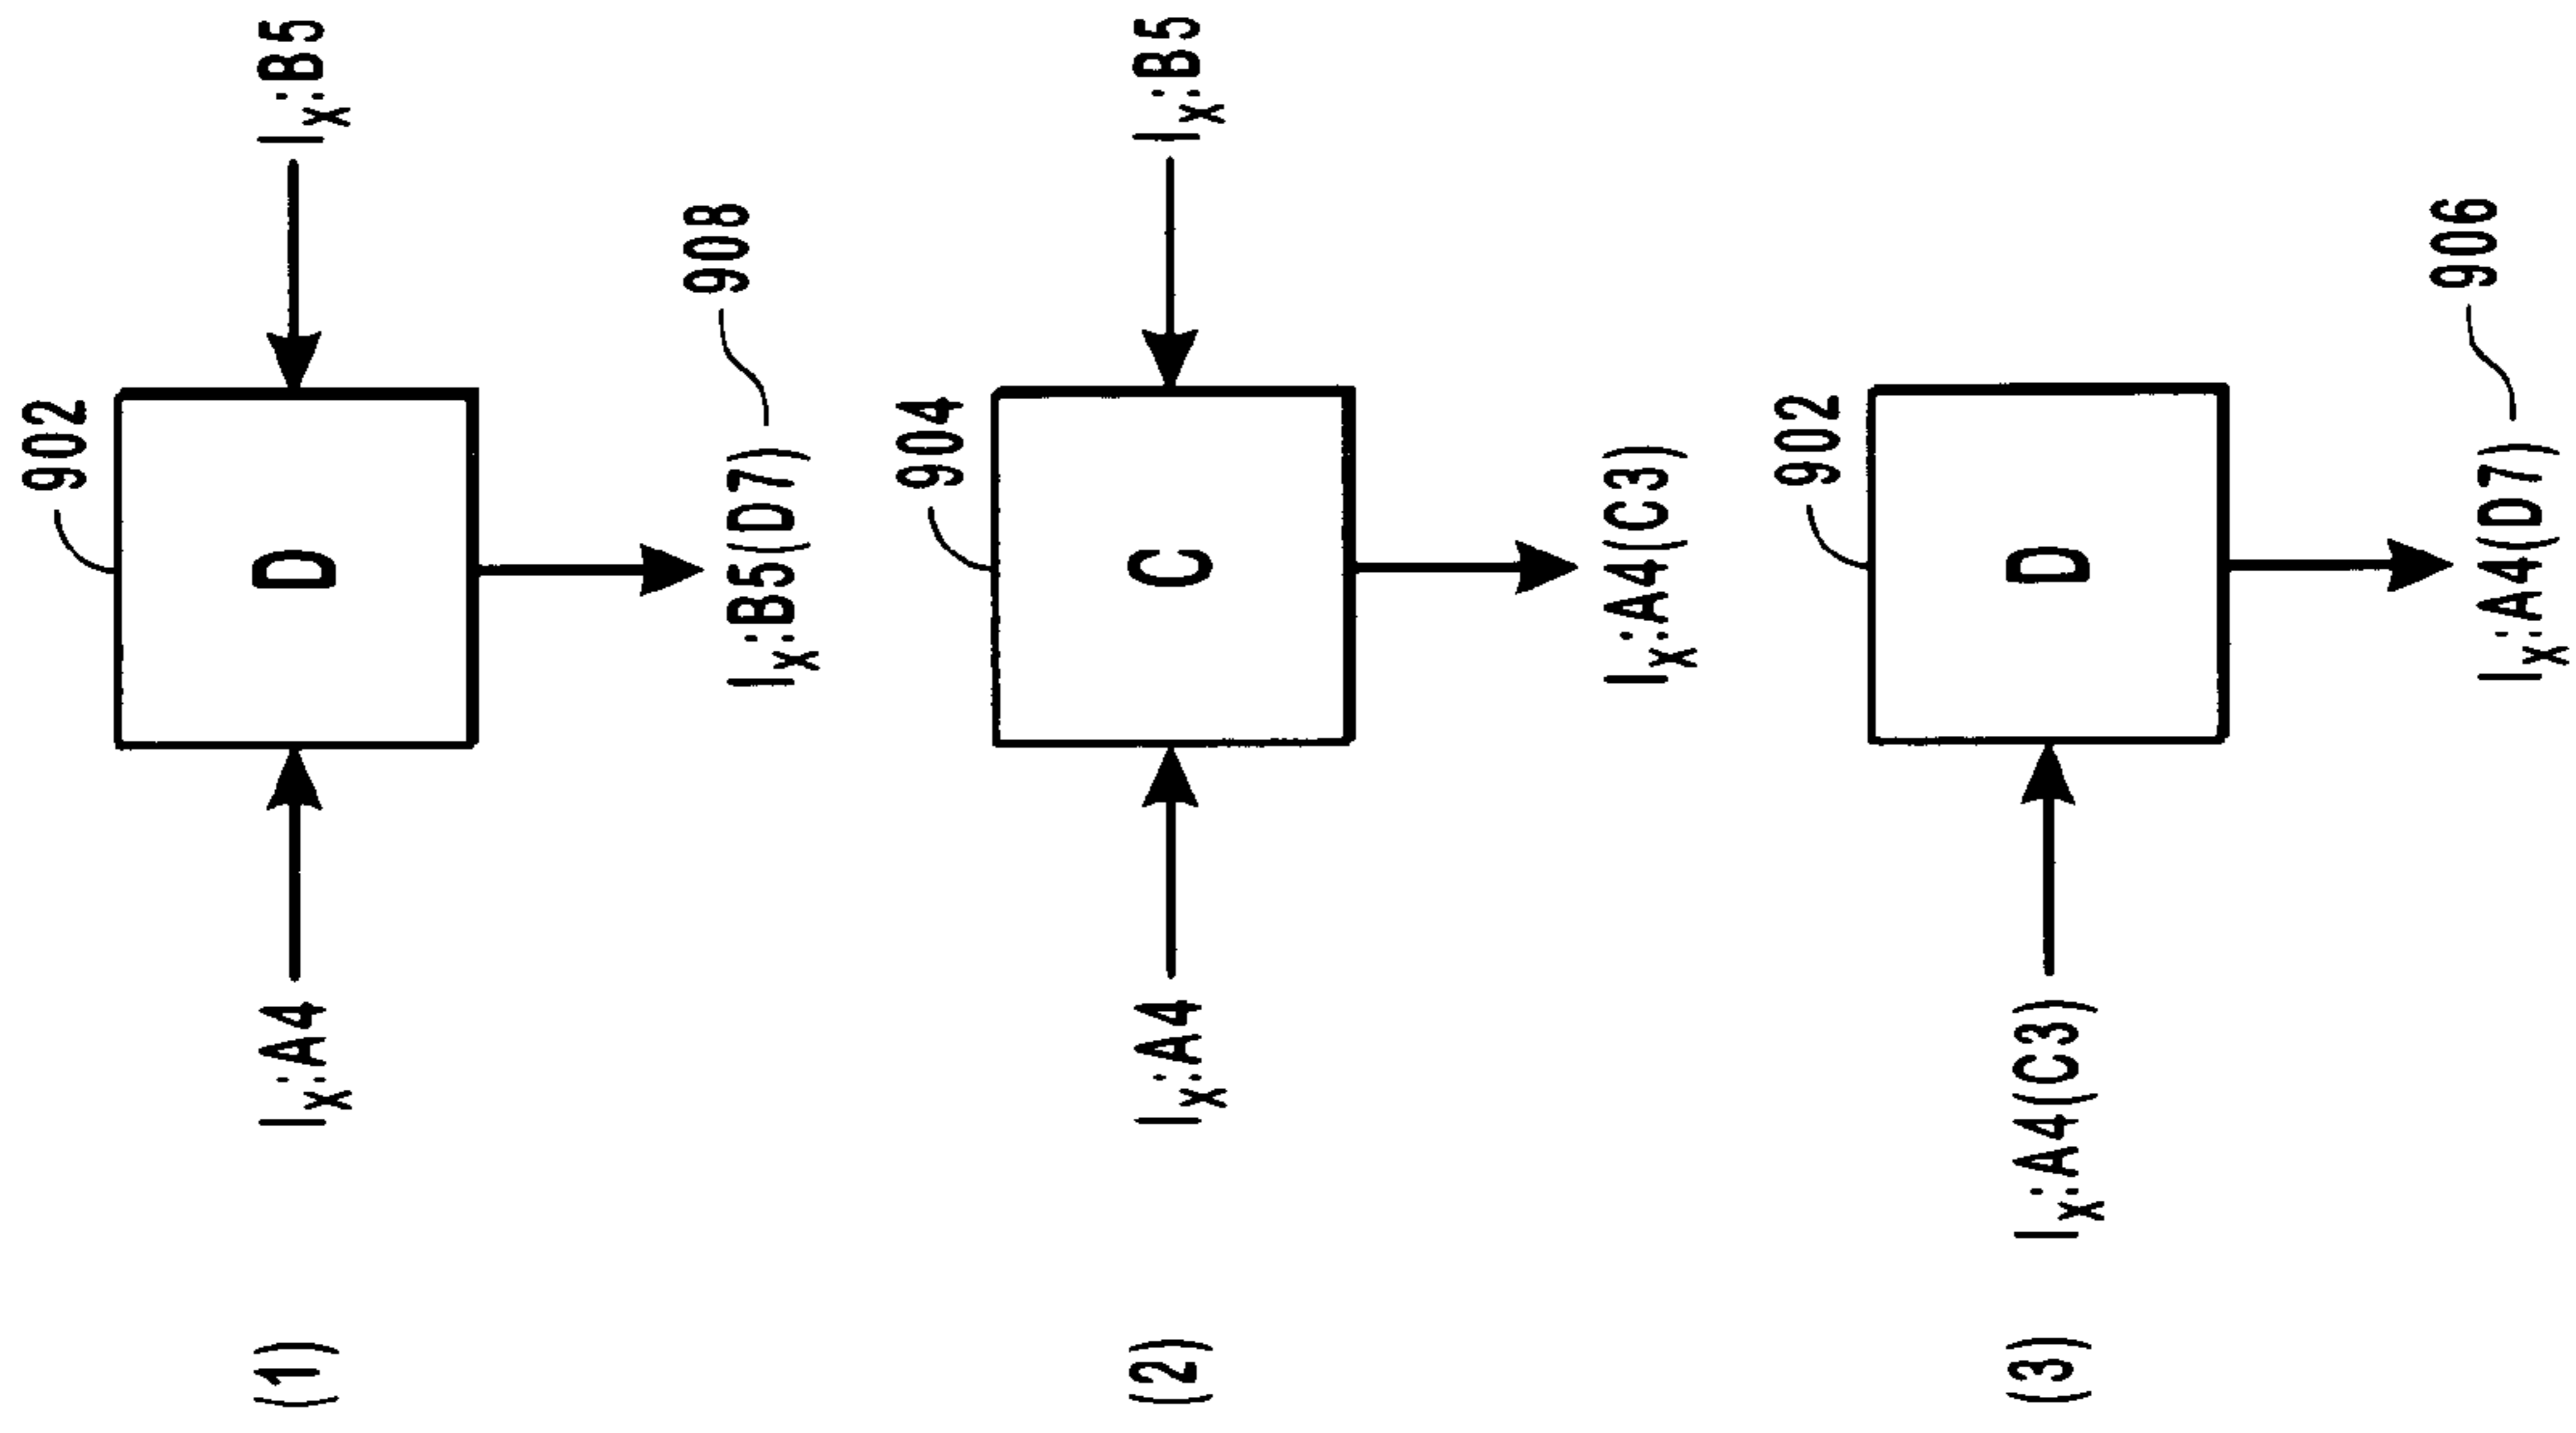 902
(1) Iₓ:A4 D Iₓ:B5
Iₓ:B5(D7) 908
904
(2) Iₓ:A4 C Iₓ:B5
Iₓ:A4(C3)
902
(3) Iₓ:A4(C3) D
Iₓ:A4(D7) 906